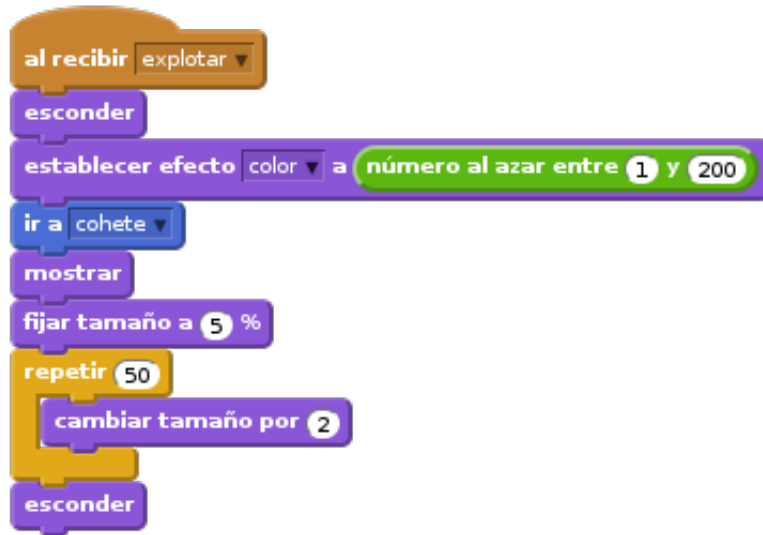 al recibir explotar
esconder
establecer efecto color a número al azar entre 1 y 200
ir a cohete
mostrar
fijar tamaño a 5 %
repetir 50
cambiar tamaño por 2
esconder